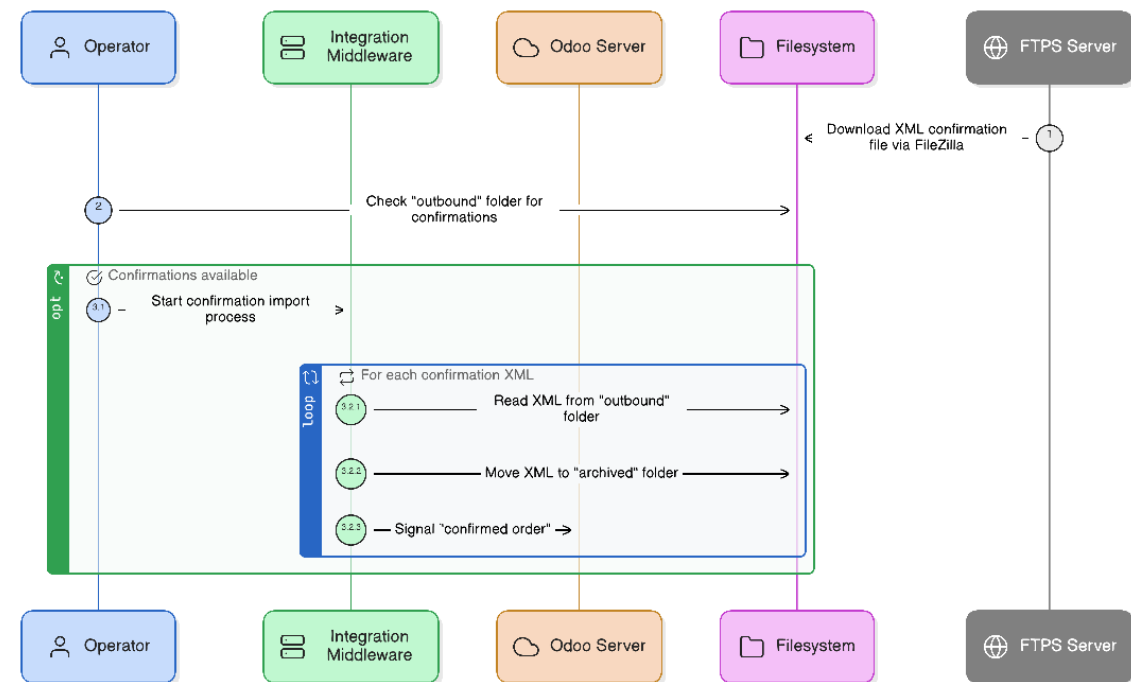 Operator
Integration
Middleware
Odoo Server
Filesystem
FTPS Server
Download XML confirmation
file via FileZilla
1
2
Check "outbound" folder for
confirmations
opt
Confirmations available
3.1
Start confirmation import
process
loop
For each confirmation XML
3.2.1
Read XML from "outbound"
folder
3.2.2
Move XML to "archived" folder
3.2.3
Signal "confirmed order"
Operator
Integration
Middleware
Odoo Server
Filesystem
FTPS Server